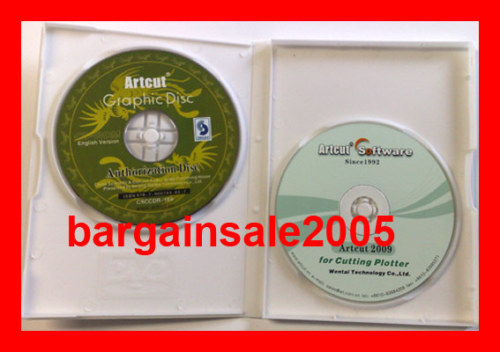 Artcut
Graphic Disc
English Version
Authorization Disc
Artcut Software
Since1992
bargainsale2005
Artcut 2009
for Cutting Plotter
Wentai Technology Co.,Ltd.